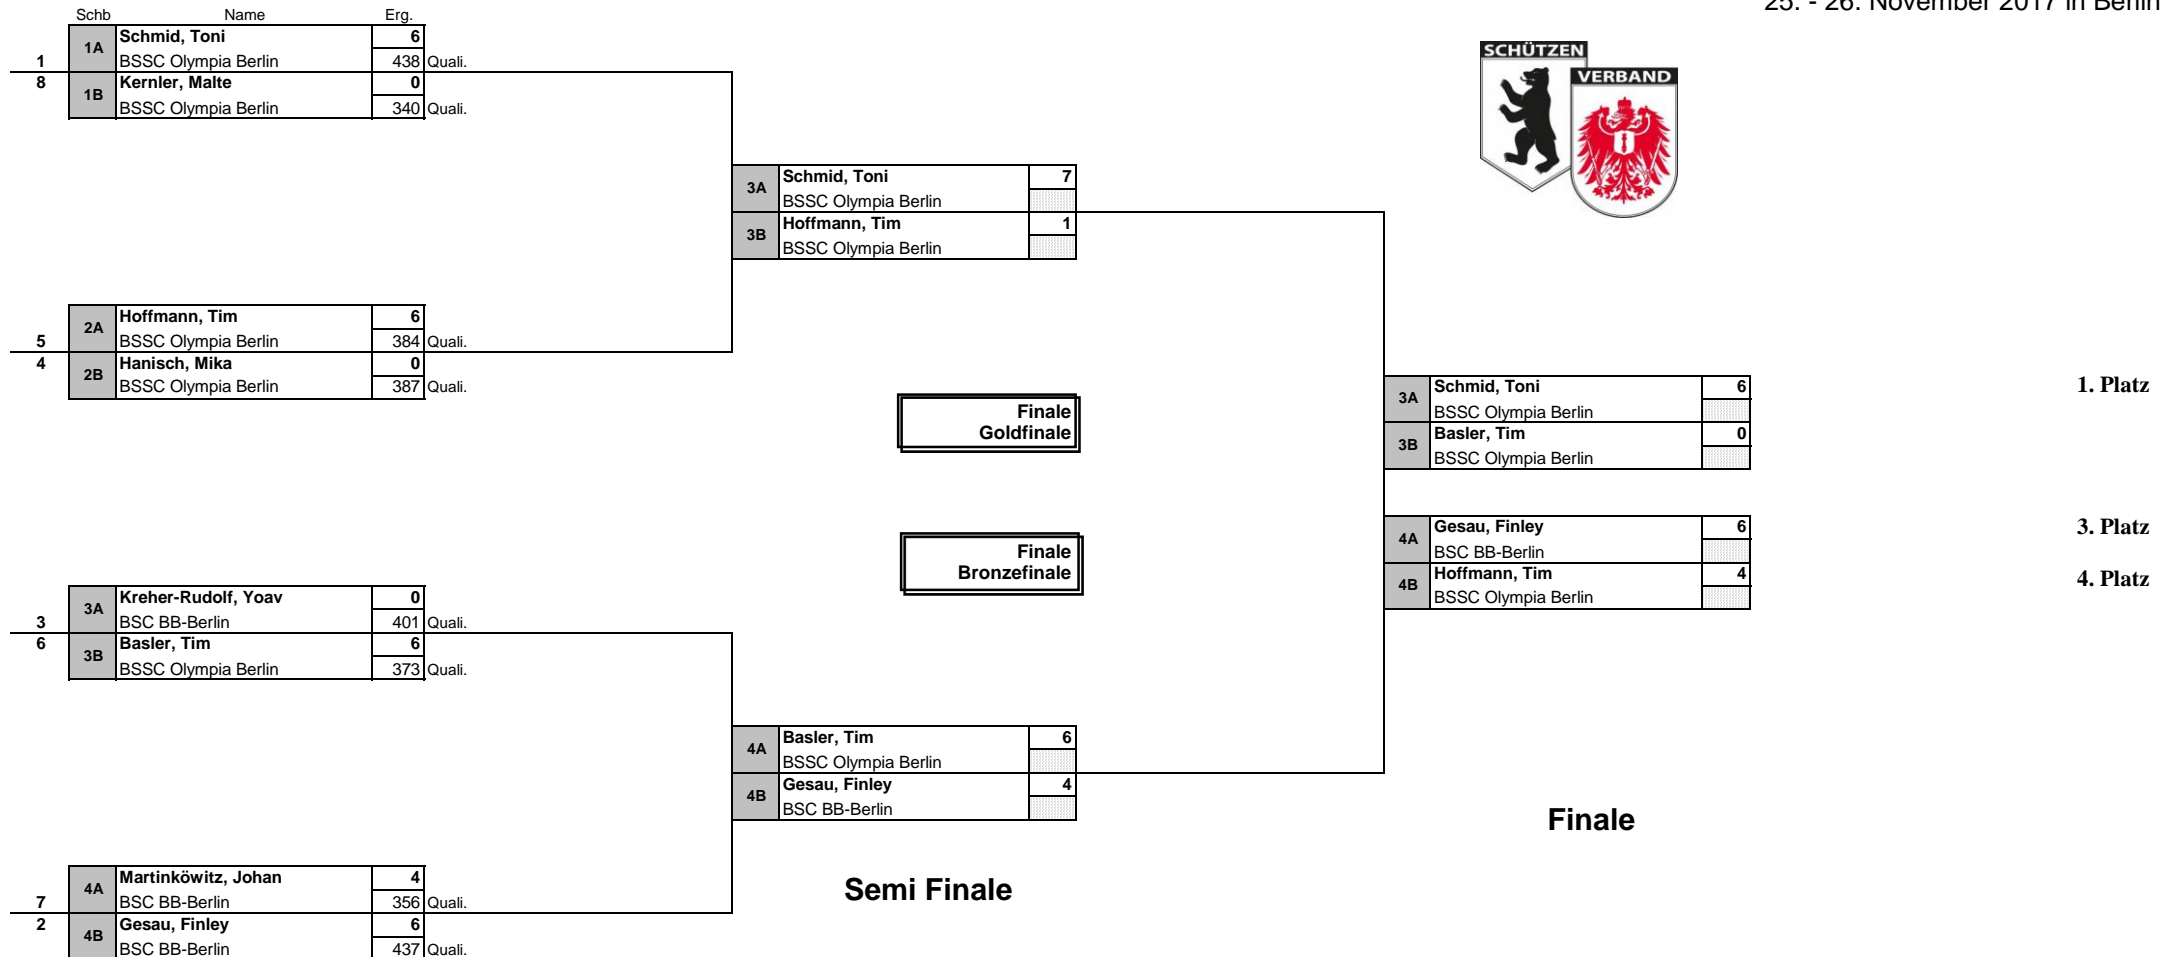 25. - 26. November 2017 in Berlin
Schb Name Erg.
1A Schmid, Toni 6
1 BSSC Olympia Berlin 438 Quali.
8 1B Kernler, Malte 0
BSSC Olympia Berlin 340 Quali.
SCHÜTZEN
VERBAND
3A Schmid, Toni 7
BSSC Olympia Berlin
3B Hoffmann, Tim 1
BSSC Olympia Berlin
2A Hoffmann, Tim 6
5 BSSC Olympia Berlin 384 Quali.
4 2B Hanisch, Mika 0
BSSC Olympia Berlin 387 Quali.
Finale
Goldfinale
3A Schmid, Toni 6 1. Platz
BSSC Olympia Berlin
3B Basler, Tim 0
BSSC Olympia Berlin
Finale
Bronzefinale
4A Gesau, Finley 6 3. Platz
BSC BB-Berlin
4B Hoffmann, Tim 4 4. Platz
BSSC Olympia Berlin
3A Kreher-Rudolf, Yoav 0
3 BSC BB-Berlin 401 Quali.
6 3B Basler, Tim 6
BSSC Olympia Berlin 373 Quali.
4A Basler, Tim 6
BSSC Olympia Berlin
4B Gesau, Finley 4
BSC BB-Berlin
Finale
Semi Finale
4A Martinköwitz, Johan 4
7 BSC BB-Berlin 356 Quali.
2 4B Gesau, Finley 6
BSC BB-Berlin 437 Quali.